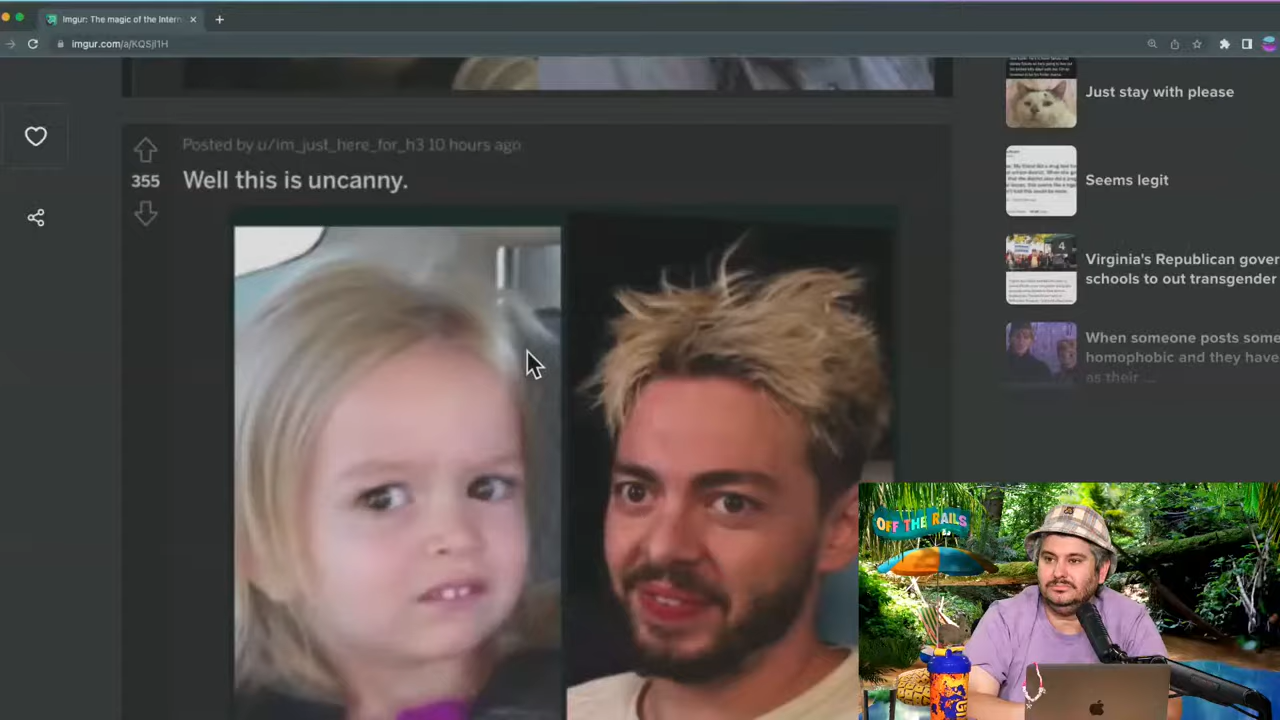 Imgur: The magic of the Intern
imgur.com/a/KQSjI1H
Just stay with please
Posted by u/im_just_here_for_h3 10 hours ago
355
Well this is uncanny.
Seems legit
4
Virginia's Republican gover
schools to out transgender
When someone posts some
homophobic and they have
as their ...
OFF THE RAILS